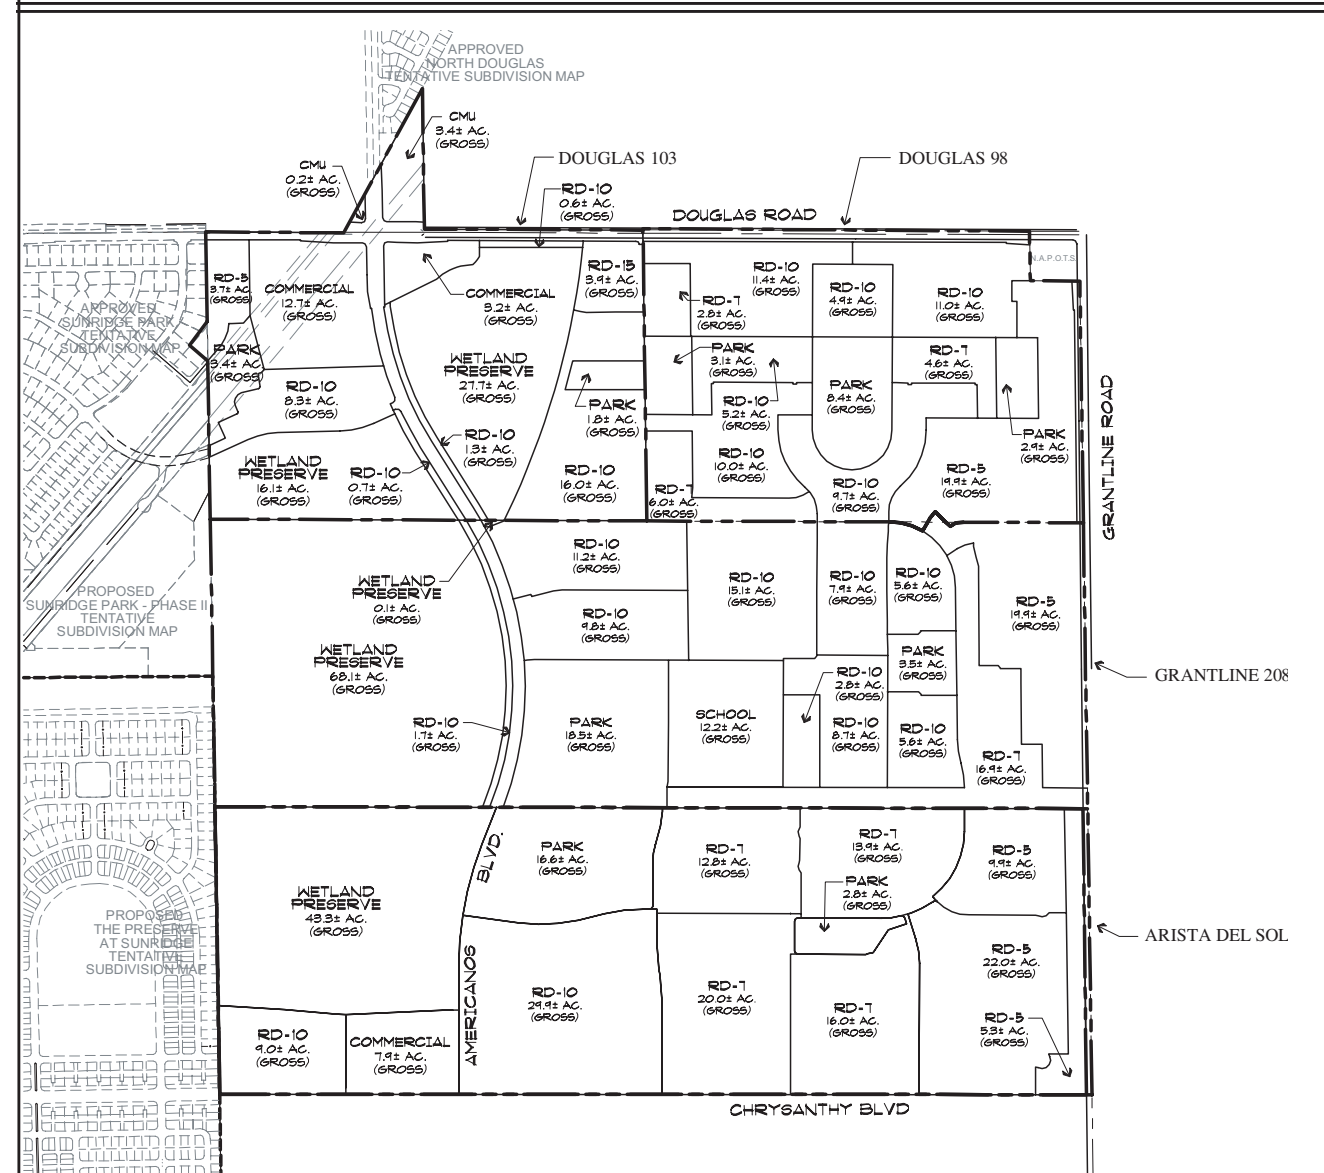 APPROVED
NORTH DOUGLAS
TENTATIVE SUBDIVISION MAP
CMU
3.4± AC.
(GROSS)
CMU
0.2± AC.
(GROSS)
DOUGLAS 103
DOUGLAS 98
RD-10
0.6± AC.
(GROSS)
DOUGLAS ROAD
N.A.P.O.T.S.
RD-5
3.7± AC.
(GROSS)
COMMERCIAL
12.7± AC.
(GROSS)
COMMERCIAL
3.2± AC.
(GROSS)
RD-15
3.9± AC.
(GROSS)
RD-7
2.8± AC.
(GROSS)
RD-10
11.4± AC.
(GROSS)
RD-10
4.9± AC.
(GROSS)
RD-10
11.0± AC.
(GROSS)
APPROVED
SUNRIDGE PARK
TENTATIVE
SUBDIVISION MAP
PARK
3.4± AC.
(GROSS)
RD-10
8.3± AC.
(GROSS)
WETLAND
PRESERVE
27.7± AC.
(GROSS)
PARK
1.8± AC.
(GROSS)
PARK
3.1± AC.
(GROSS)
RD-10
5.2± AC.
(GROSS)
PARK
8.4± AC.
(GROSS)
RD-7
4.6± AC.
(GROSS)
PARK
2.9± AC.
(GROSS)
GRANTLINE ROAD
WETLAND
PRESERVE
16.1± AC.
(GROSS)
RD-10
0.7± AC.
(GROSS)
RD-10
1.3± AC.
(GROSS)
RD-10
16.0± AC.
(GROSS)
RD-7
6.0± AC.
(GROSS)
RD-10
10.0± AC.
(GROSS)
RD-10
9.7± AC.
(GROSS)
RD-5
19.9± AC.
(GROSS)
PROPOSED
SUNRIDGE PARK - PHASE II
TENTATIVE
SUBDIVISION MAP
WETLAND
PRESERVE
0.1± AC.
(GROSS)
WETLAND
PRESERVE
68.1± AC.
(GROSS)
RD-10
1.7± AC.
(GROSS)
RD-10
11.2± AC.
(GROSS)
RD-10
9.8± AC.
(GROSS)
RD-10
15.1± AC.
(GROSS)
RD-10
7.9± AC.
(GROSS)
RD-10
5.6± AC.
(GROSS)
RD-5
19.9± AC.
(GROSS)
PARK
3.5± AC.
(GROSS)
GRANTLINE 208
PARK
18.5± AC.
(GROSS)
SCHOOL
12.2± AC.
(GROSS)
RD-10
2.8± AC.
(GROSS)
RD-10
8.7± AC.
(GROSS)
RD-10
5.6± AC.
(GROSS)
RD-7
16.9± AC.
(GROSS)
AMERICANOS
BLVD.
PARK
16.6± AC.
(GROSS)
RD-7
12.8± AC.
(GROSS)
RD-7
13.9± AC.
(GROSS)
PARK
2.8± AC.
(GROSS)
RD-5
9.9± AC.
(GROSS)
WETLAND
PRESERVE
43.3± AC.
(GROSS)
PROPOSED
THE PRESERVE
AT SUNRIDGE
TENTATIVE
SUBDIVISION MAP
ARISTA DEL SOL
RD-5
22.0± AC.
(GROSS)
RD-10
29.9± AC.
(GROSS)
RD-7
20.0± AC.
(GROSS)
RD-7
16.0± AC.
(GROSS)
RD-5
5.3± AC.
(GROSS)
RD-10
9.0± AC.
(GROSS)
COMMERCIAL
7.9± AC.
(GROSS)
CHRYSANTHY BLVD